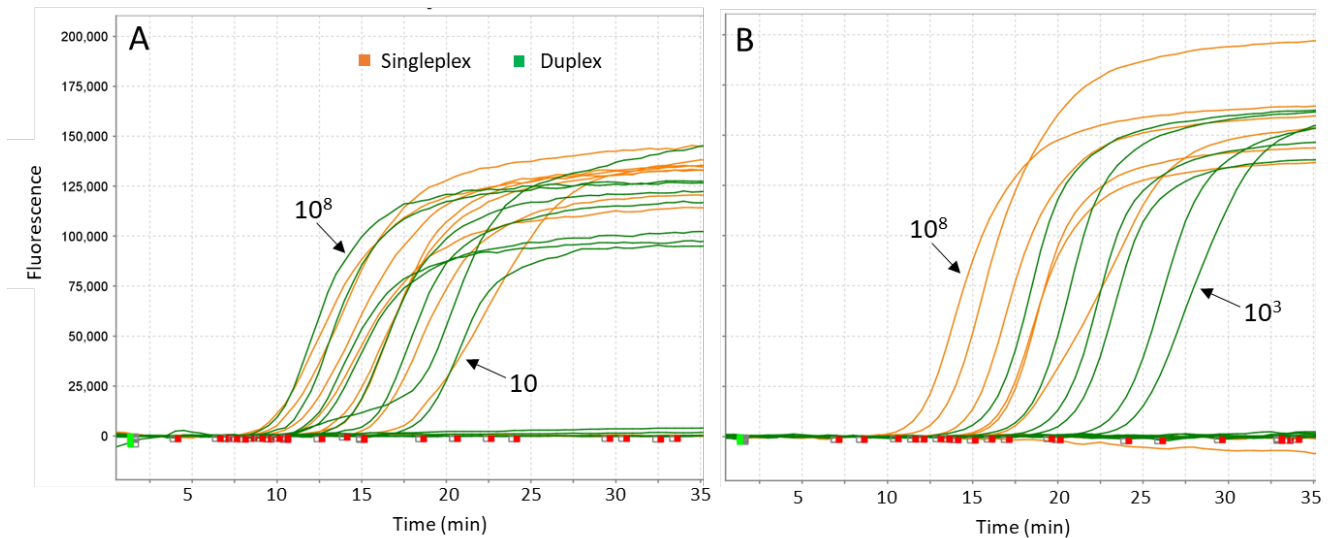 A
B
Singleplex
Duplex
200,000
175,000
150,000
125,000
100,000
75,000
50,000
25,000
0
Fluorescence
10⁸
10
10⁸
10³
5 10 15 20 25 30 35
5 10 15 20 25 30 35
Time (min)
Time (min)